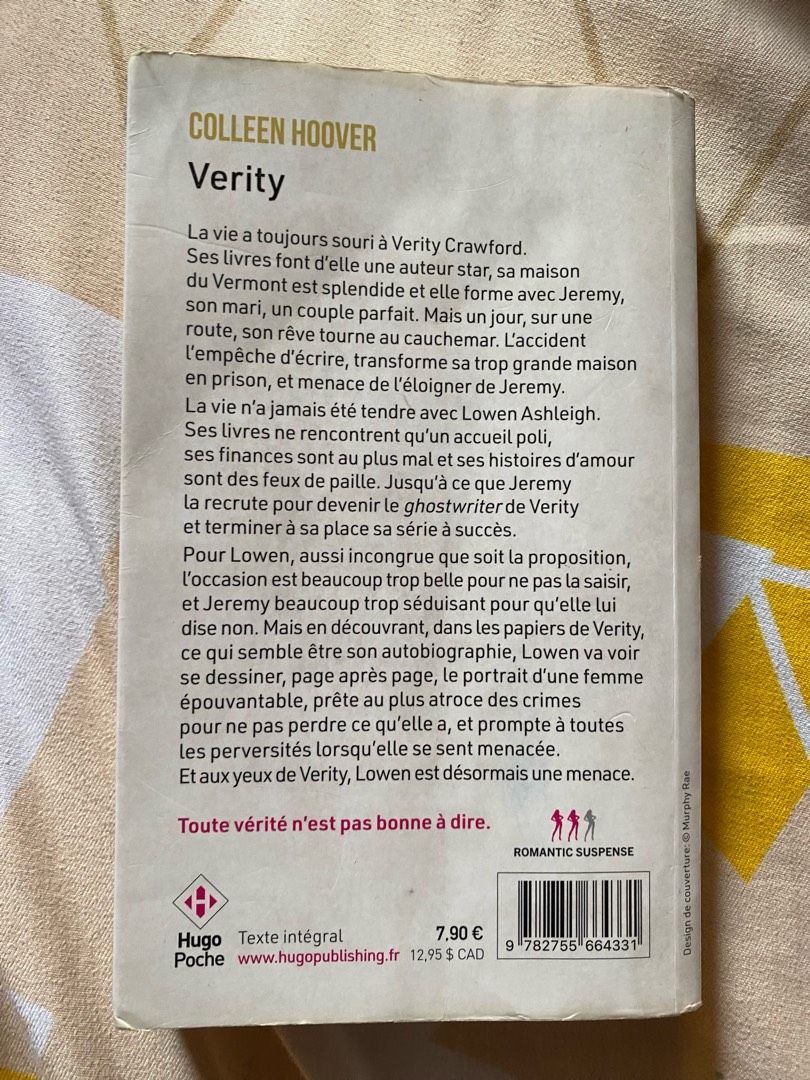 COLLEEN HOOVER
Verity
La vie a toujours souri à Verity Crawford.
Ses livres font d'elle une auteur star, sa maison
du Vermont est splendide et elle forme avec Jeremy,
son mari, un couple parfait. Mais un jour, sur une
route, son rêve tourne au cauchemar. L'accident
l'empêche d'écrire, transforme sa trop grande maison
en prison, et menace de l'éloigner de Jeremy.
La vie n'a jamais été tendre avec Lowen Ashleigh.
Ses livres ne rencontrent qu'un accueil poli,
ses finances sont au plus mal et ses histoires d'amour
sont des feux de paille. Jusqu'à ce que Jeremy
la recrute pour devenir le ghostwriter de Verity
et terminer à sa place sa série à succès.
Pour Lowen, aussi incongrue que soit la proposition,
l'occasion est beaucoup trop belle pour ne pas la saisir,
et Jeremy beaucoup trop séduisant pour qu'elle lui
dise non. Mais en découvrant, dans les papiers de Verity,
ce qui semble être son autobiographie, Lowen va voir
se dessiner, page après page, le portrait d'une femme
épouvantable, prête au plus atroce des crimes
pour ne pas perdre ce qu'elle a, et prompte à toutes
les perversités lorsqu'elle se sent menacée.
Et aux yeux de Verity, Lowen est désormais une menace.
Toute vérité n'est pas bonne à dire.
ROMANTIC SUSPENSE
Hugo
Poche
Texte intégral
www.hugopublishing.fr
7,90 €
12,95 $ CAD
9 782755 664331
Design de couverture: © Murphy Rae